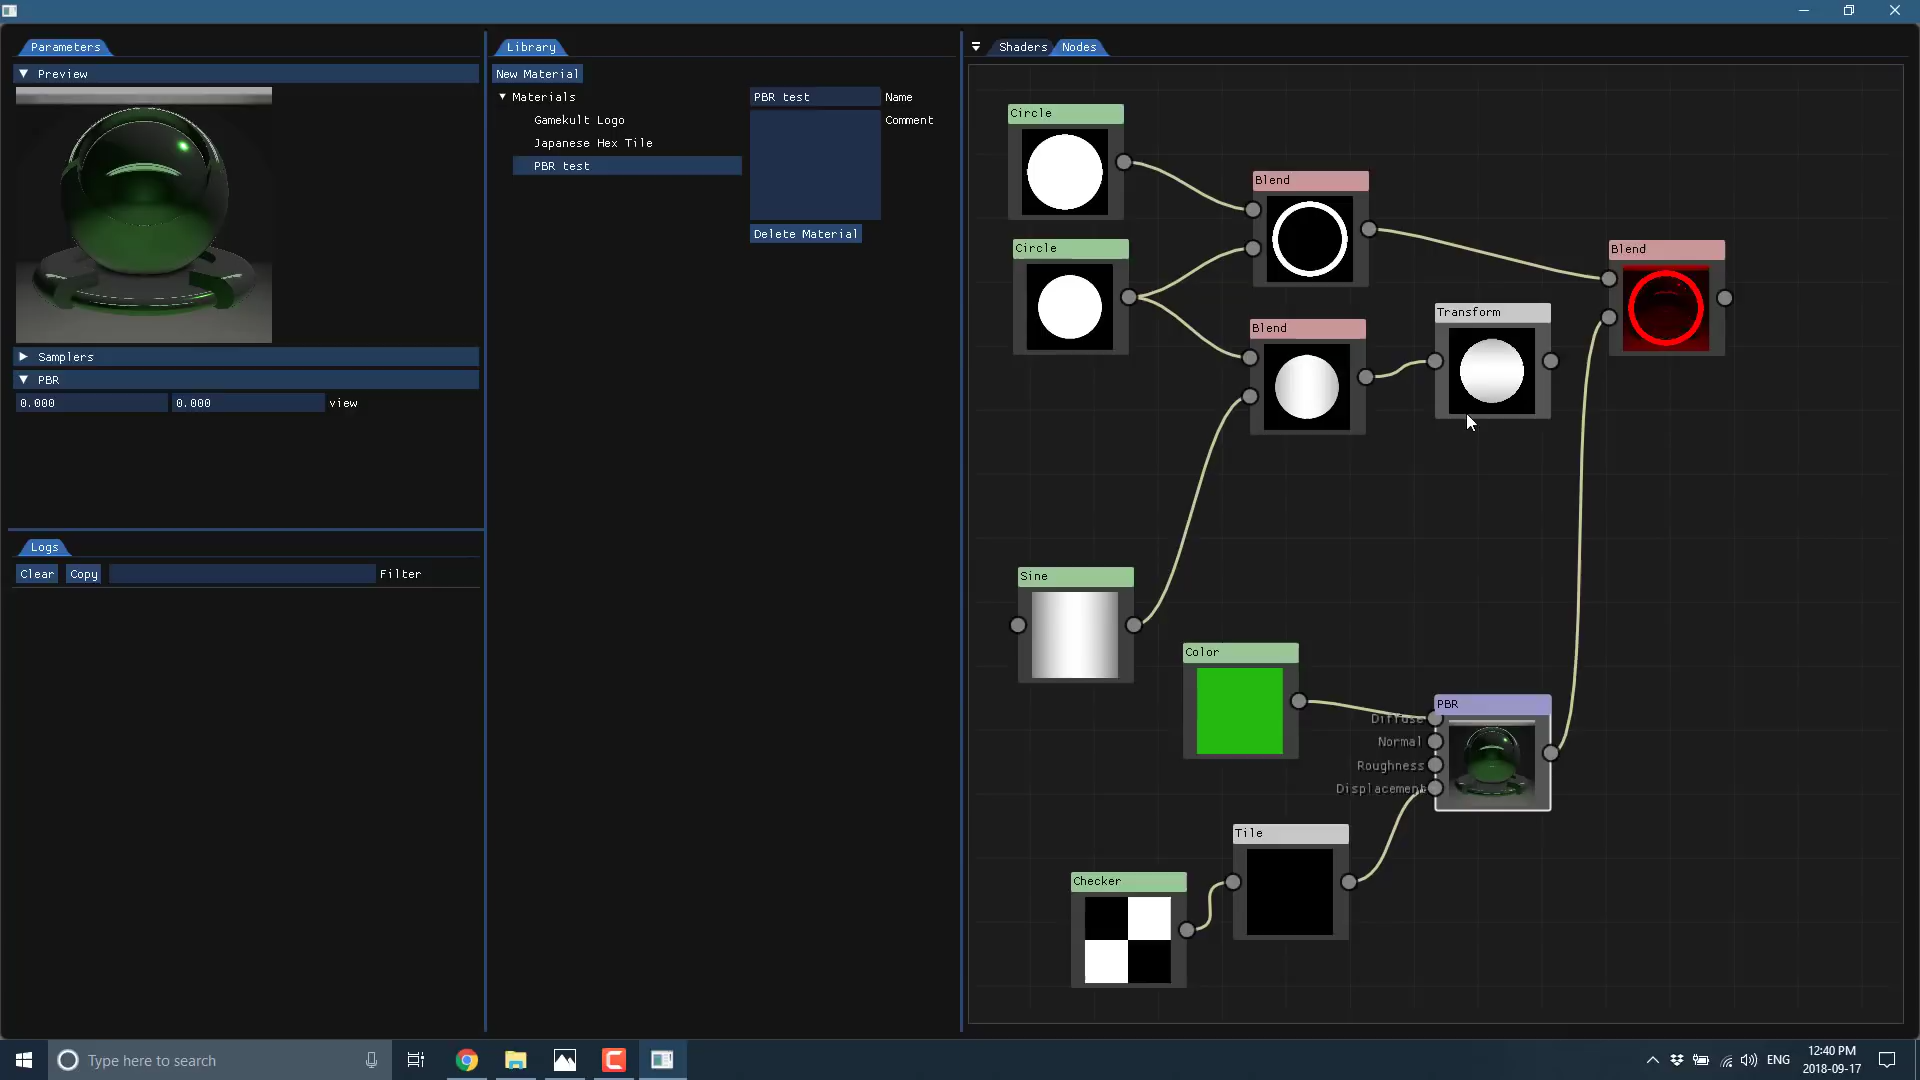 Parameters
Preview
Samplers
PBR
0.000 0.000 view
Logs
Clear Copy Filter
Library
New Material
Materials
Gamekult Logo
Japanese Hex Tile
PBR test
PBR test Name
Comment
Delete Material
Shaders Nodes
Circle
Blend
Circle
Blend
Transform
Blend
Sine
Color
PBR
Diffuse
Normal
Roughness
Displacement
Tile
Checker
Type here to search
ENG
12:40 PM
2018-09-17